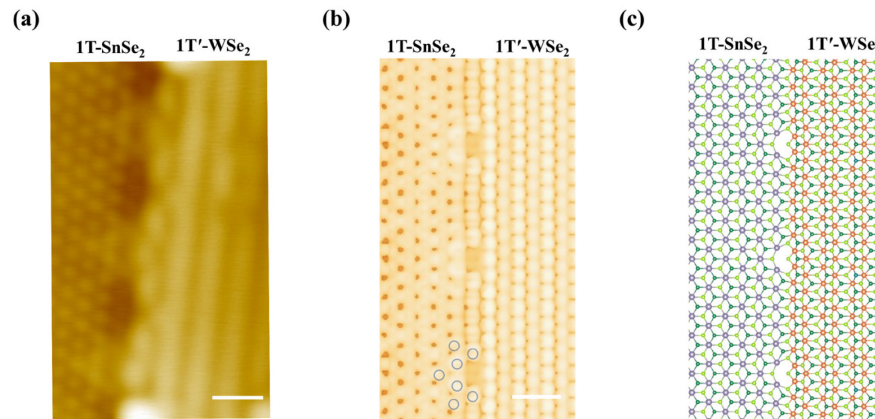 (a)
(b)
(c)
1T-SnSe₂
1T′-WSe₂
1T-SnSe₂
1T′-WSe₂
1T-SnSe₂
1T′-WSe